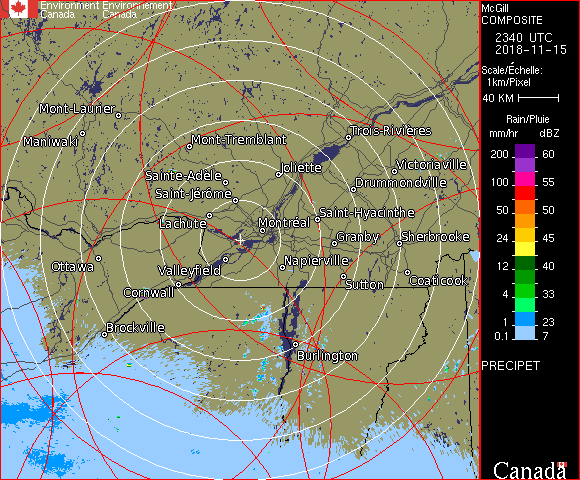 Environment Environnement
Canada Canada
McGill
COMPOSITE
2340 UTC
2018-11-15
Scale/Échelle:
1km/Pixel
40 KM
Rain/Pluie
mm/hr dBZ
200 60
100 55
50 50
24 45
12 40
4 33
1 23
0.1 7
PRECIPET
Canada
Mont-Laurier
Maniwaki
Mont-Tremblant
Trois-Rivières
Joliette
Victoriaville
Sainte-Adèle
Drummondville
Saint-Jérôme
Lachute
Montréal
Saint-Hyacinthe
Granby
Sherbrooke
Ottawa
Valleyfield
Napierville
Cornwall
Sutton
Coaticook
Brockville
Burlington